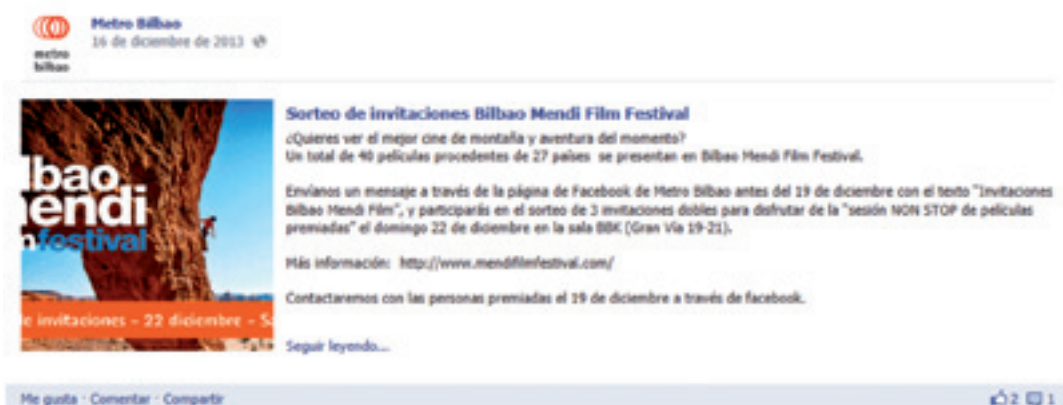 Metro Bilbao
16 de diciembre de 2013
metro
bilbao
Sorteo de invitaciones Bilbao Mendi Film Festival
¿Quieres ver el mejor cine de montaña y aventura del momento?
Un total de 40 películas procedentes de 27 países se presentan en Bilbao Mendi Film Festival.
Envíanos un mensaje a través de la página de Facebook de Metro Bilbao antes del 19 de diciembre con el texto "Invitaciones
Bilbao Mendi Film", y participarás en el sorteo de 3 invitaciones dobles para disfrutar de la "sesión NON STOP de películas
premiadas" el domingo 22 de diciembre en la sala BBK (Gran Vía 19-21).
Más información: http://www.mendifilmfestival.com/
Contactaremos con las personas premiadas el 19 de diciembre a través de facebook.
Seguir leyendo...
lbao
endi
mfestival
e invitaciones - 22 diciembre - Sa
Me gusta · Comentar · Compartir
2 1